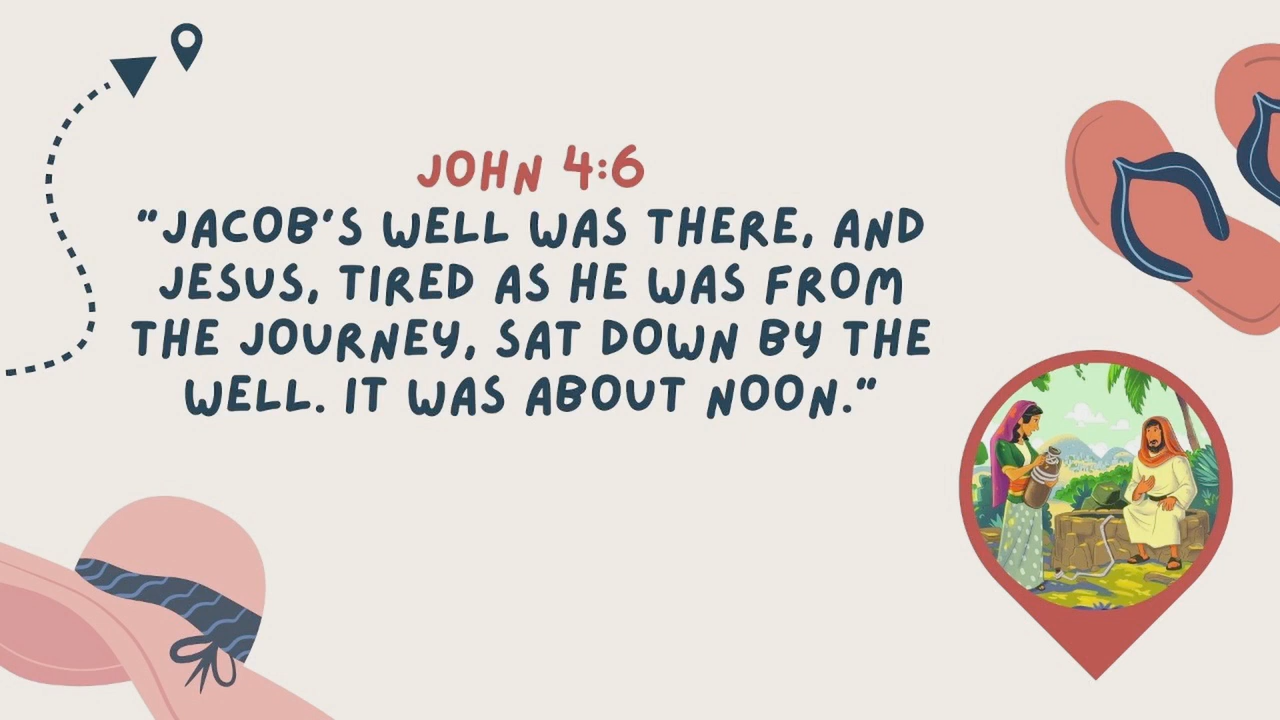 JOHN 4:6
"JACOB'S WELL WAS THERE, AND
JESUS, TIRED AS HE WAS FROM
THE JOURNEY, SAT DOWN BY THE
WELL. IT WAS ABOUT NOON."